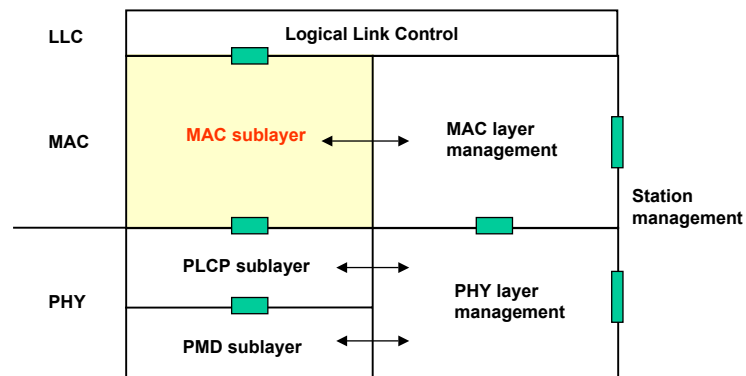 LLC
Logical Link Control
MAC
MAC sublayer
MAC layer
management
Station
management
PHY
PLCP sublayer
PHY layer
management
PMD sublayer